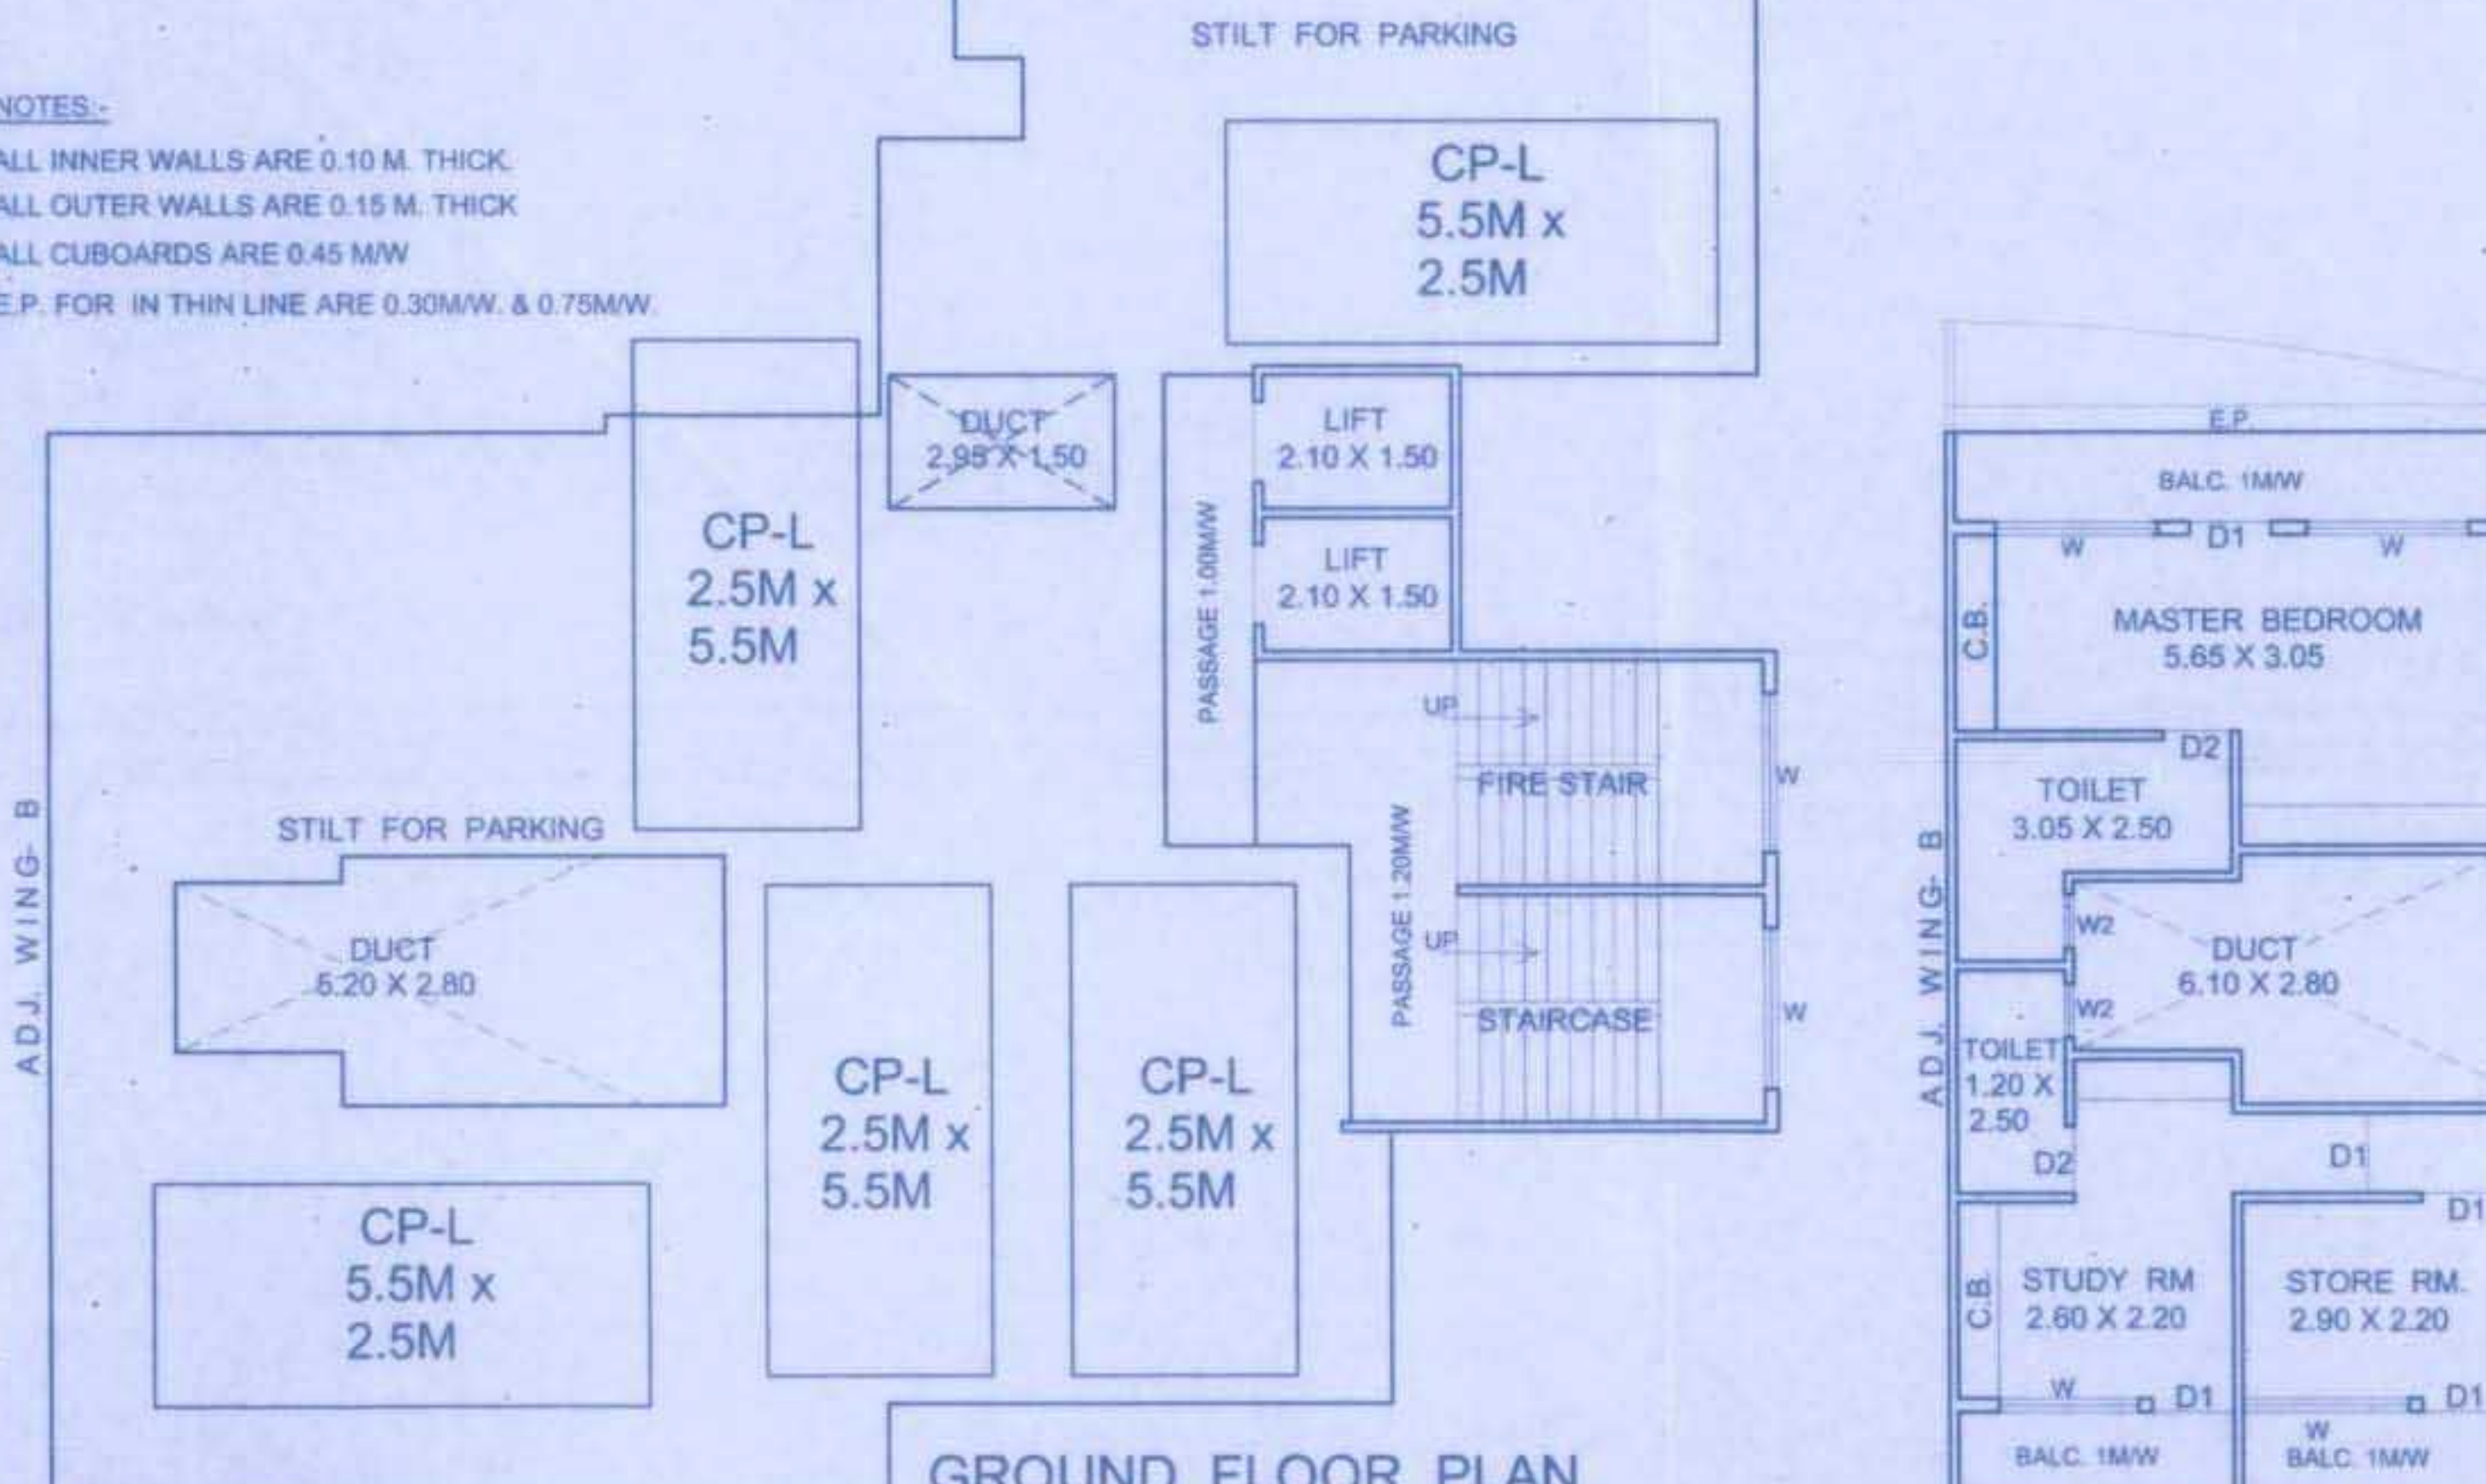 STILT FOR PARKING
NOTES:-
ALL INNER WALLS ARE 0.10 M. THICK.
ALL OUTER WALLS ARE 0.15 M. THICK
ALL CUBOARDS ARE 0.45 M/W
E.P. FOR IN THIN LINE ARE 0.30M/W. & 0.75M/W.
CP-L
5.5M x
2.5M
DUCT
2.95 X 1.50
LIFT
2.10 X 1.50
LIFT
2.10 X 1.50
CP-L
2.5M x
5.5M
PASSAGE 1.00M/W
UP
FIRE STAIR
W
PASSAGE 1.20M/W
UP
STAIRCASE
W
STILT FOR PARKING
ADJ. WING- B
DUCT
5.20 X 2.80
CP-L
2.5M x
5.5M
CP-L
2.5M x
5.5M
CP-L
5.5M x
2.5M
GROUND FLOOR PLAN
E.P.
BALC. 1M/W
W
D1
W
C.B.
MASTER BEDROOM
5.65 X 3.05
D2
TOILET
3.05 X 2.50
ADJ. WING- B
W2
DUCT
6.10 X 2.80
W2
TOILET
1.20 X
2.50
D2
D1
D1
C.B.
STUDY RM
2.60 X 2.20
STORE RM.
2.90 X 2.20
W
D1
D1
W
BALC. 1M/W
BALC. 1M/W